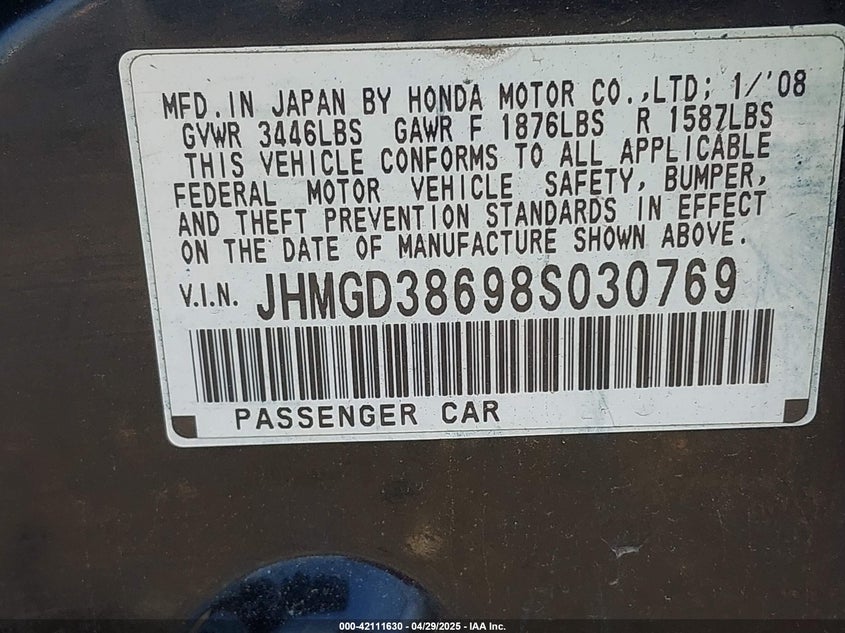 MFD. IN JAPAN BY HONDA MOTOR CO.,LTD; 1/'08
GVWR 3446LBS GAWR F 1876LBS R 1587LBS
THIS VEHICLE CONFORMS TO ALL APPLICABLE
FEDERAL MOTOR VEHICLE SAFETY, BUMPER,
AND THEFT PREVENTION STANDARDS IN EFFECT
ON THE DATE OF MANUFACTURE SHOWN ABOVE.
V.I.N. JHMGD38698S030769
PASSENGER CAR
000-42111630 - 04/29/2025 - IAA Inc.